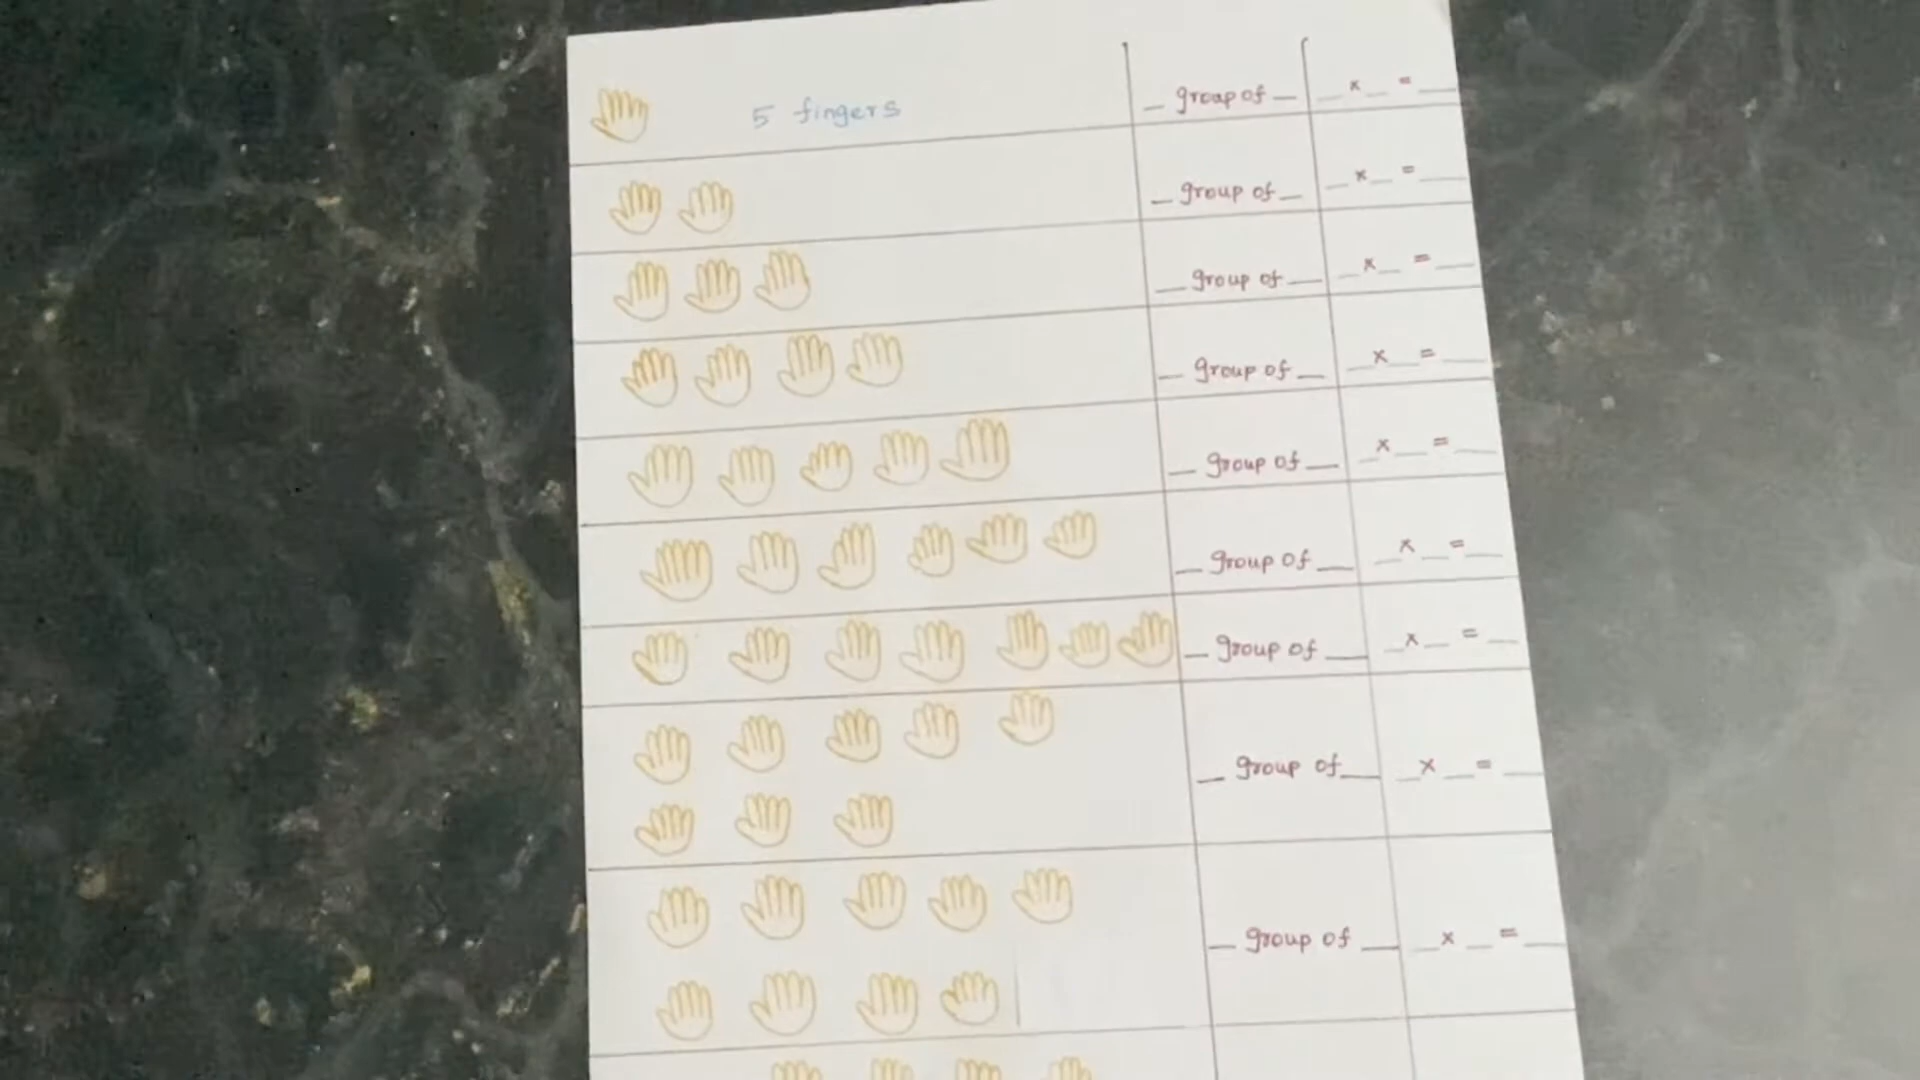 5 fingers _ group of _ _ x _ = _
_ group of _ _ x _ = _
_ group of _ _ x _ = _
_ group of _ _ x _ = _
_ group of _ _ x _ = _
_ group of _ _ x _ = _
_ group of _ _ x _ = _
_ group of _ _ x _ = _
_ group of _ _ x _ = _